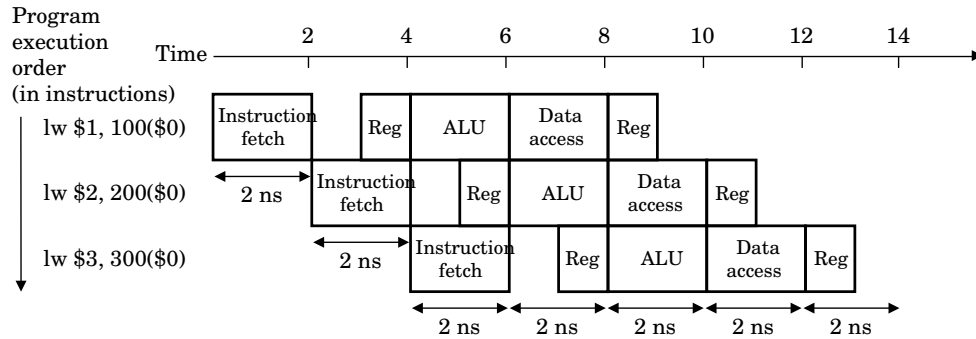 Program
execution
order
(in instructions)
Time
2 4 6 8 10 12 14
lw $1, 100($0)
Instruction
fetch
Reg
ALU
Data
access
Reg
2 ns
lw $2, 200($0)
Instruction
fetch
Reg
ALU
Data
access
Reg
2 ns
lw $3, 300($0)
Instruction
fetch
Reg
ALU
Data
access
Reg
2 ns 2 ns 2 ns 2 ns 2 ns